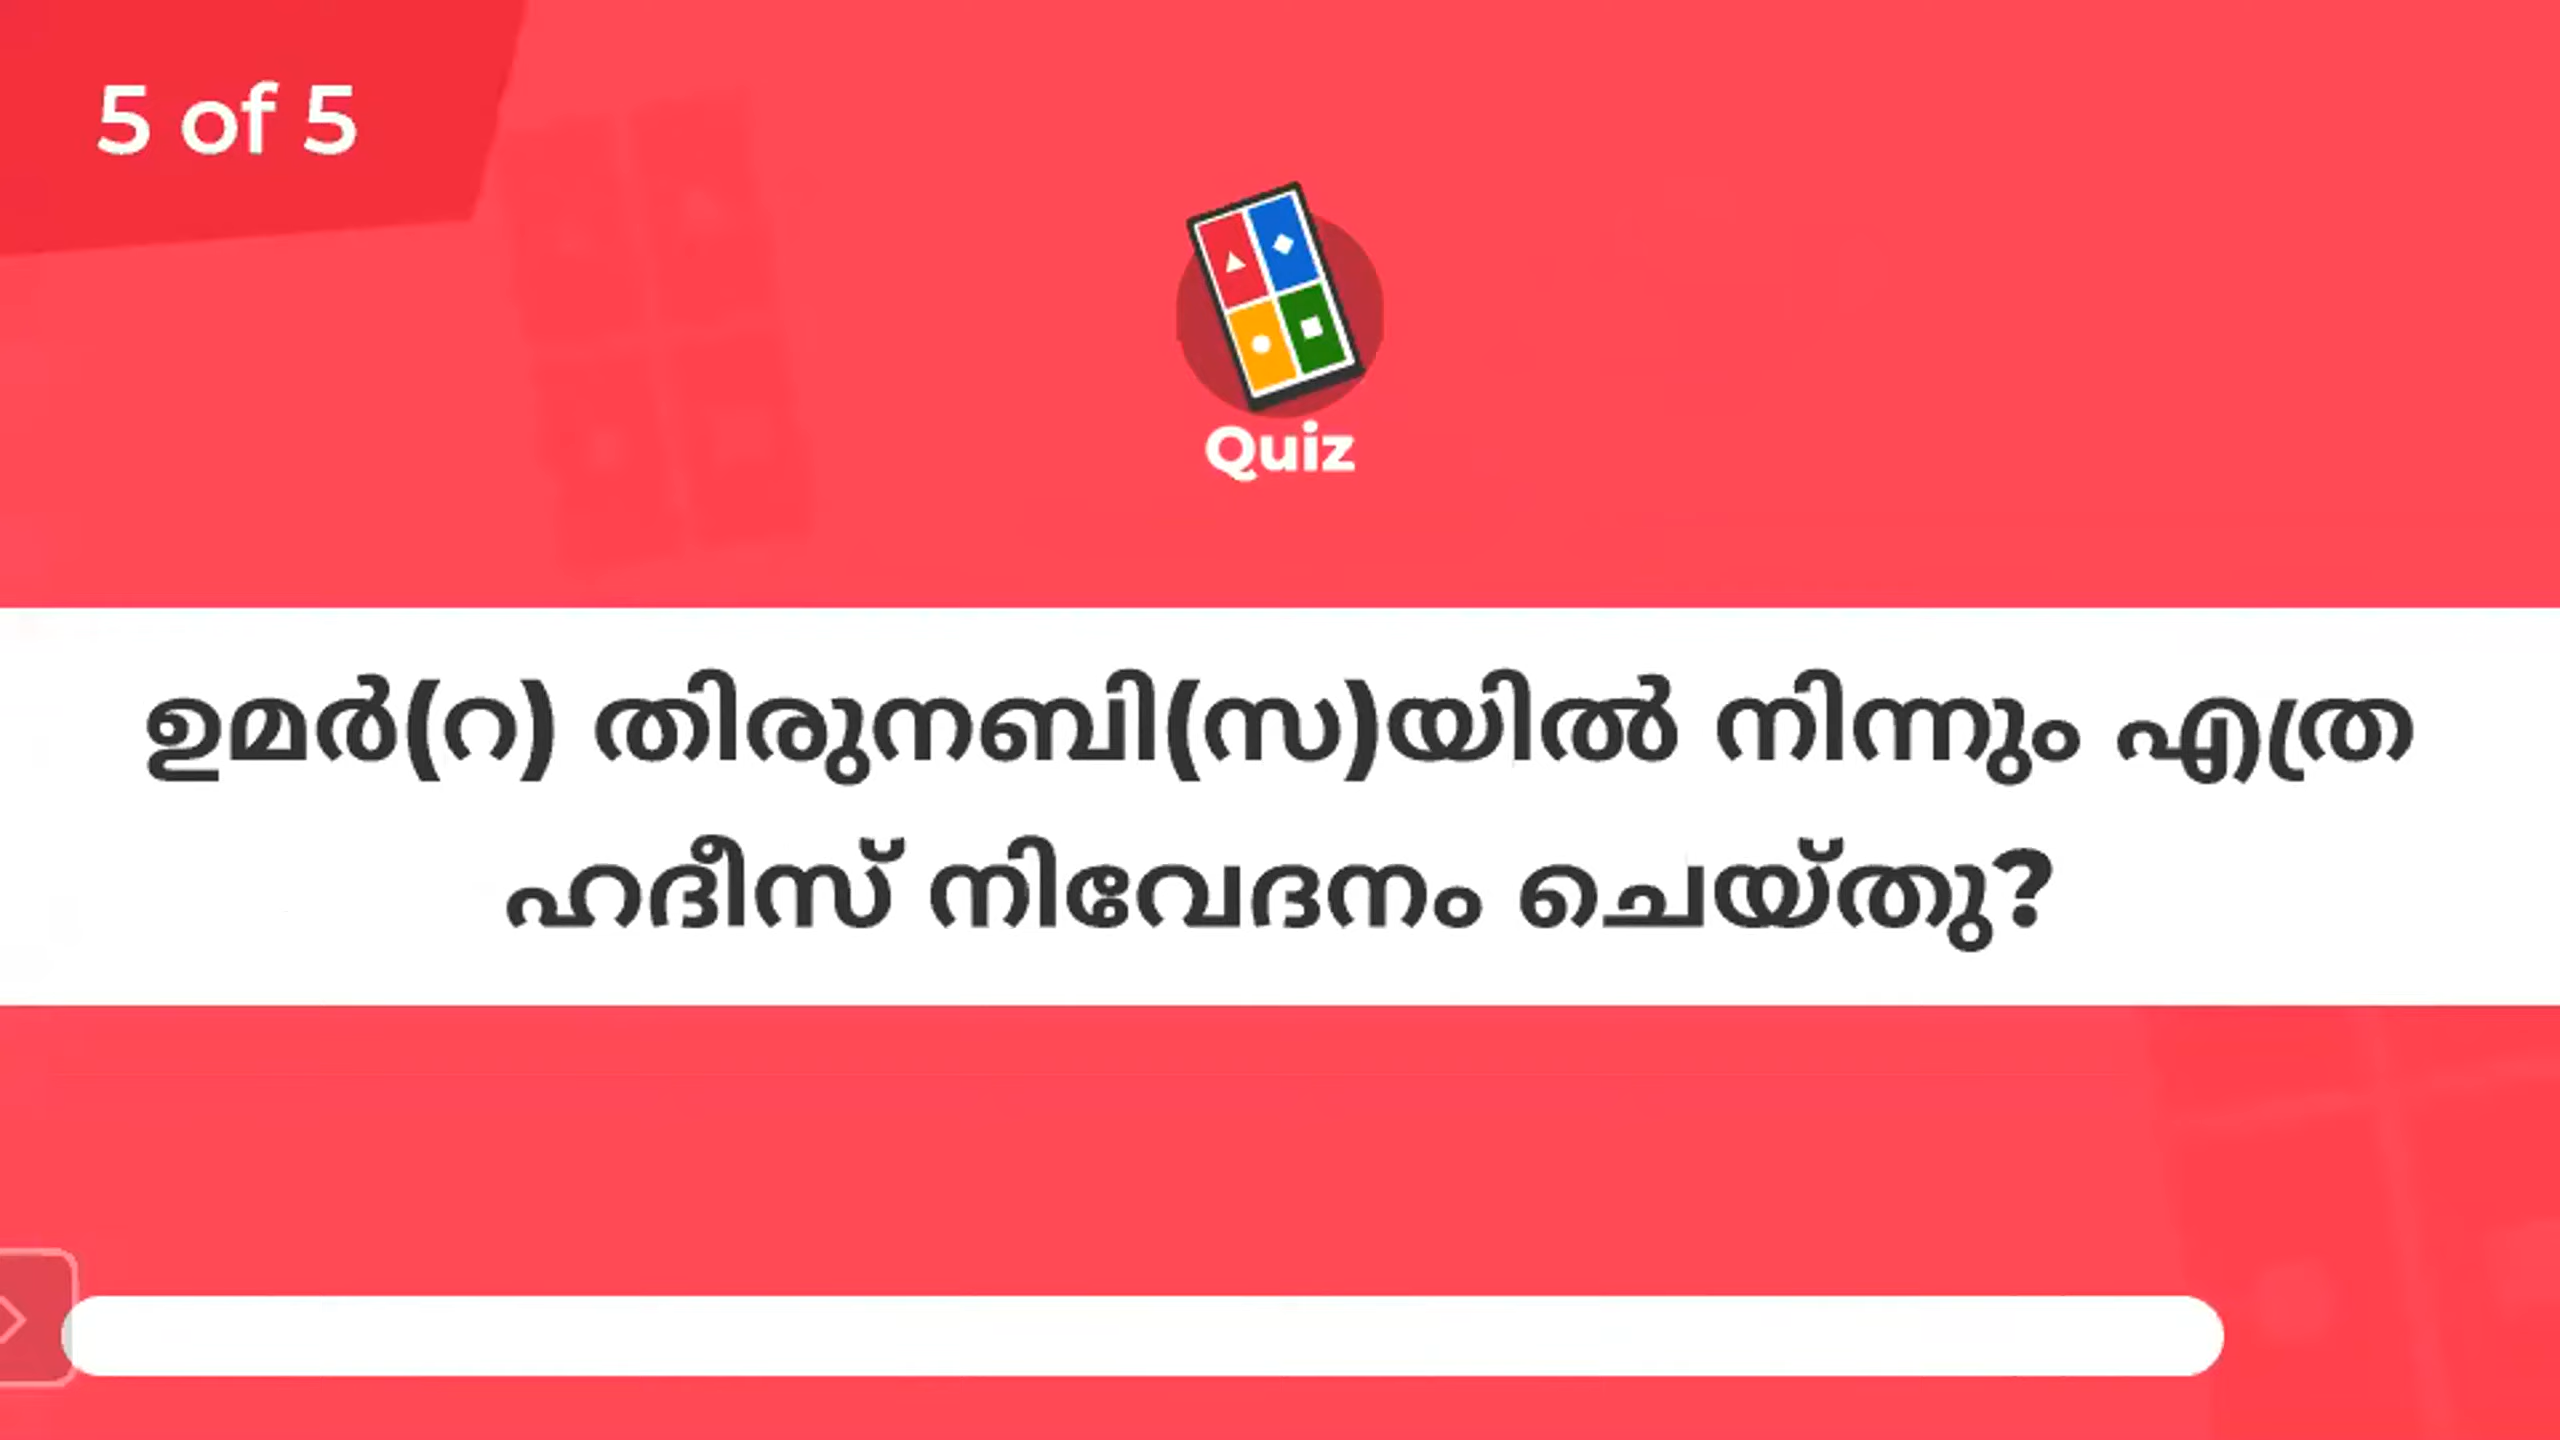 5 of 5
Quiz
ഉമർ(റ) തിരുനബി(സ)യിൽ നിന്നും എത്ര
ഹദീസ് നിവേദനം ചെയ്തു?